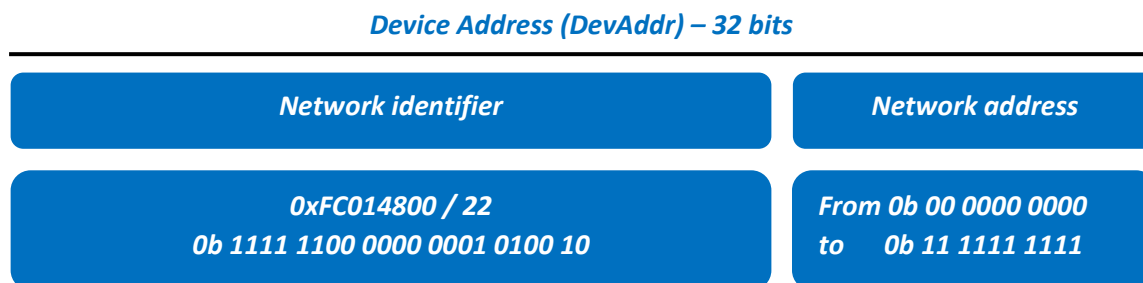 Device Address (DevAddr) – 32 bits
Network identifier
Network address
0xFC014800 / 22
0b 1111 1100 0000 0001 0100 10
From 0b 00 0000 0000
to 0b 11 1111 1111